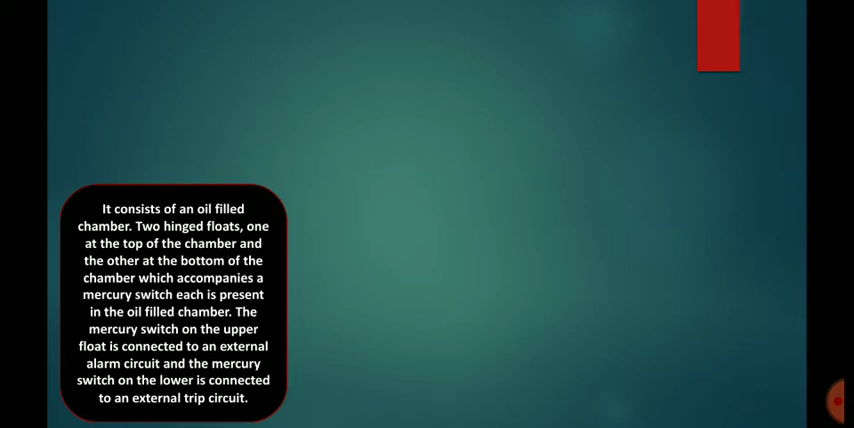 It consists of an oil filled
chamber. Two hinged floats, one
at the top of the chamber and
the other at the bottom of the
chamber which accompanies a
mercury switch each is present
in the oil filled chamber. The
mercury switch on the upper
float is connected to an external
alarm circuit and the mercury
switch on the lower is connected
to an external trip circuit.